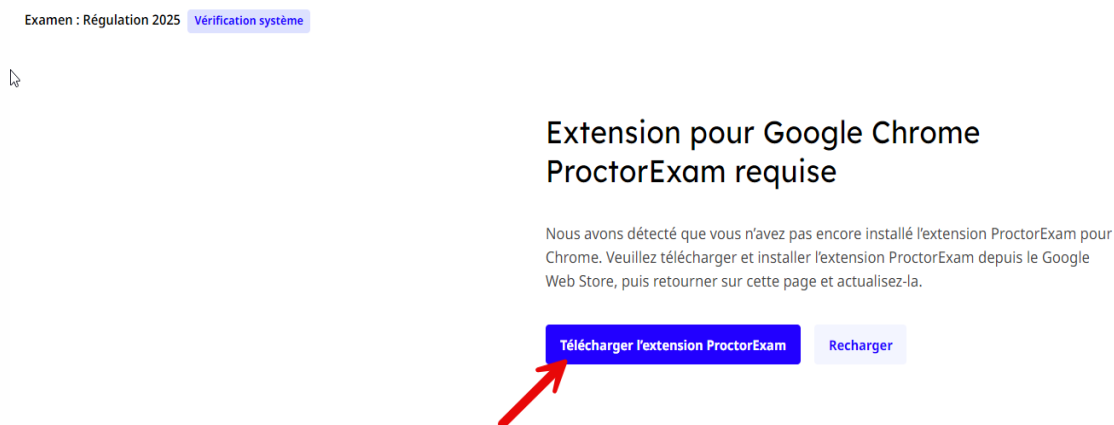 Examen : Régulation 2025 Vérification système
Extension pour Google Chrome
ProctorExam requise
Nous avons détecté que vous n’avez pas encore installé l’extension ProctorExam pour
Chrome. Veuillez télécharger et installer l’extension ProctorExam depuis le Google
Web Store, puis retourner sur cette page et actualisez-la.
Télécharger l’extension ProctorExam Recharger